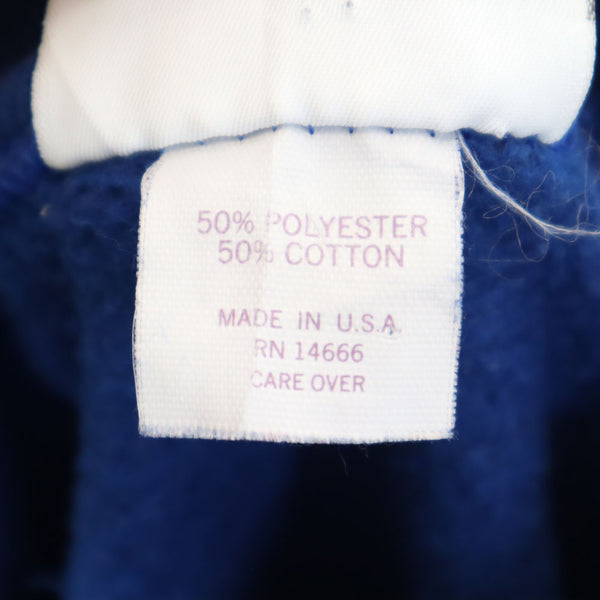 50% POLYESTER
50% COTTON
MADE IN U.S.A.
RN 14666
CARE OVER